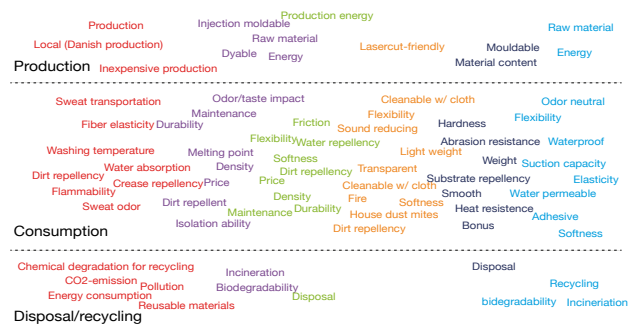 Production energy
Production
Injection moldable
Raw material
Raw material
Local (Danish production)
Lasercut-friendly
Mouldable
Dyable
Energy
Energy
Material content
Production
Inexpensive production
Sweat transportation
Odor/taste impact
Cleanable w/ cloth
Odor neutral
Maintenance
Flexibility
Flexibility
Fiber elasticity
Durability
Friction
Sound reducing
Hardness
Flexibility
Water repellency
Abrasion resistance
Waterproof
Washing temperature
Melting point
Light weight
Softness
Weight
Suction capacity
Water absorption
Density
Dirt repellency
Transparent
Dirt repellency
Crease repellency
Price
Price
Cleanable w/ cloth
Substrate repellency
Elasticity
Flammability
Density
Fire
Smooth
Water permeable
Sweat odor
Dirt repellent
Maintenance
Durability
Softness
House dust mites
Heat resistence
Adhesive
Isolation ability
Dirt repellency
Bonus
Softness
Consumption
Chemical degradation for recycling
Disposal
CO2-emission
Incineration
Pollution
Biodegradability
Recycling
Energy consumption
Disposal
Reusable materials
bidegradability
Incineriation
Disposal/recycling